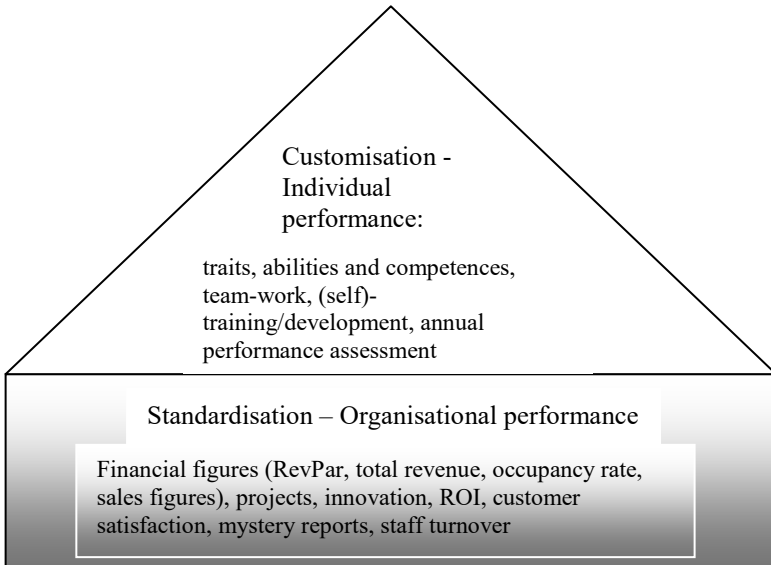 Customisation -
Individual
performance:
traits, abilities and competences,
team-work, (self)-
training/development, annual
performance assessment
Standardisation – Organisational performance
Financial figures (RevPar, total revenue, occupancy rate,
sales figures), projects, innovation, ROI, customer
satisfaction, mystery reports, staff turnover